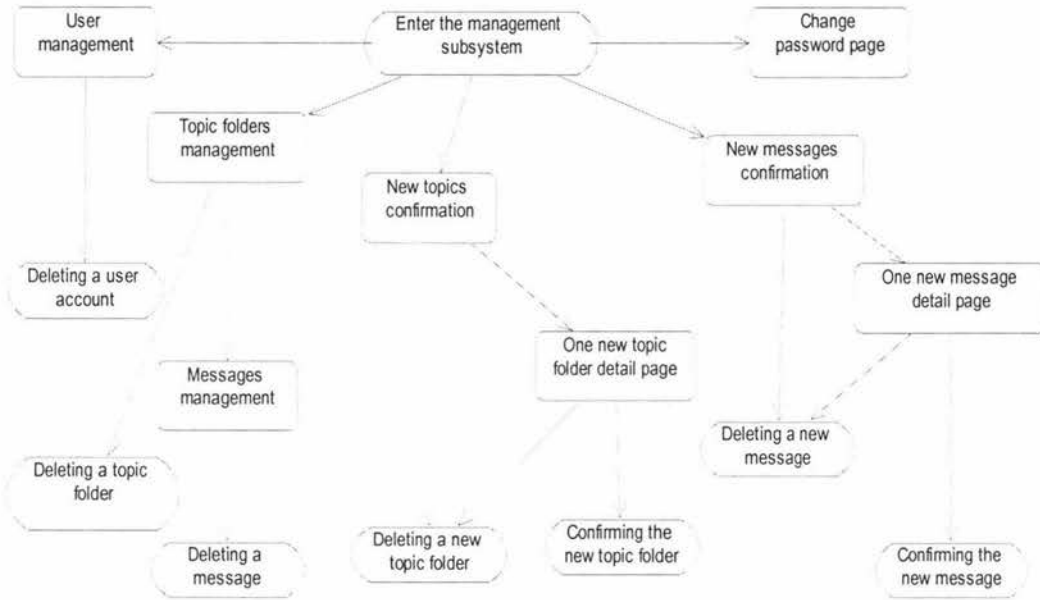 User
management
Enter the management
subsystem
Change
password page
Topic folders
management
New topics
confirmation
New messages
confirmation
Deleting a user
account
One new message
detail page
One new topic
folder detail page
Messages
management
Deleting a new
message
Deleting a topic
folder
Deleting a new
topic folder
Confirming the
new topic folder
Deleting a
message
Confirming the
new message